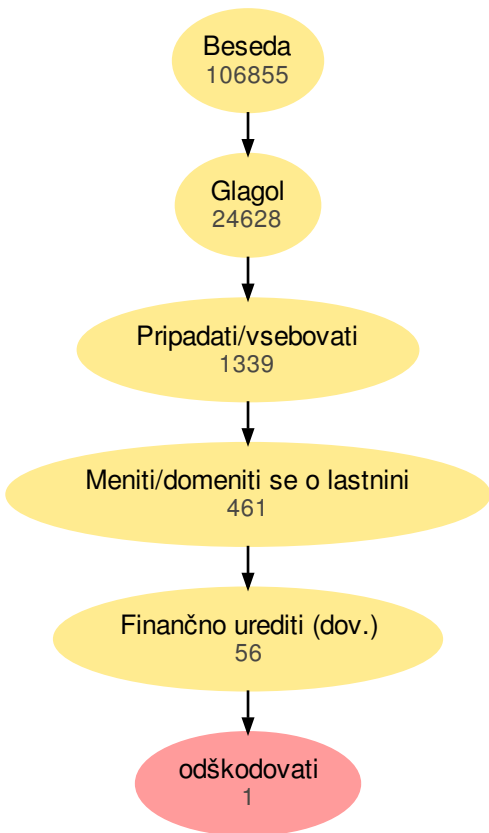 Beseda
106855
Glagol
24628
Pripadati/vsebovati
1339
Meniti/domeniti se o lastnini
461
Finančno urediti (dov.)
56
odškodovati
1